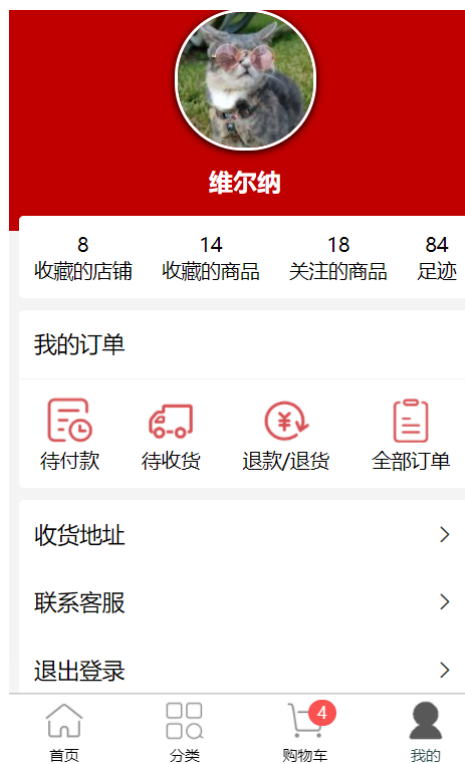 维尔纳
8 14 18 84
收藏的店铺 收藏的商品 关注的商品 足迹
我的订单
待付款 待收货 退款/退货 全部订单
收货地址
联系客服
退出登录
4
首页 分类 购物车 我的